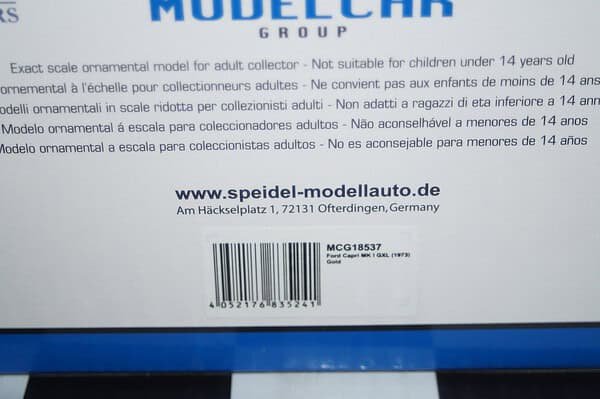 MODELCAR
RS
GROUP
Exact scale ornamental model for adult collector - Not suitable for children under 14 years old
ornemental à l'échelle pour collectionneurs adultes - Ne convient pas aux enfants de moins de 14 ans
odelli ornamentali in scale ridotta per collezionisti adulti - Non adatti a ragazzi di eta inferiore a 14 ann
Modelo ornamental á escala para coleccionadores adultos - Não aconselhável a menores de 14 anos
Modelo ornamental a escala para coleccionistas adultos - No es aconsejable para menores de 14 años
www.speidel-modellauto.de
Am Häckselplatz 1, 72131 Ofterdingen, Germany
MCG18537
Ford Capri MK I GXL (1973)
Gold
4 052176 835241